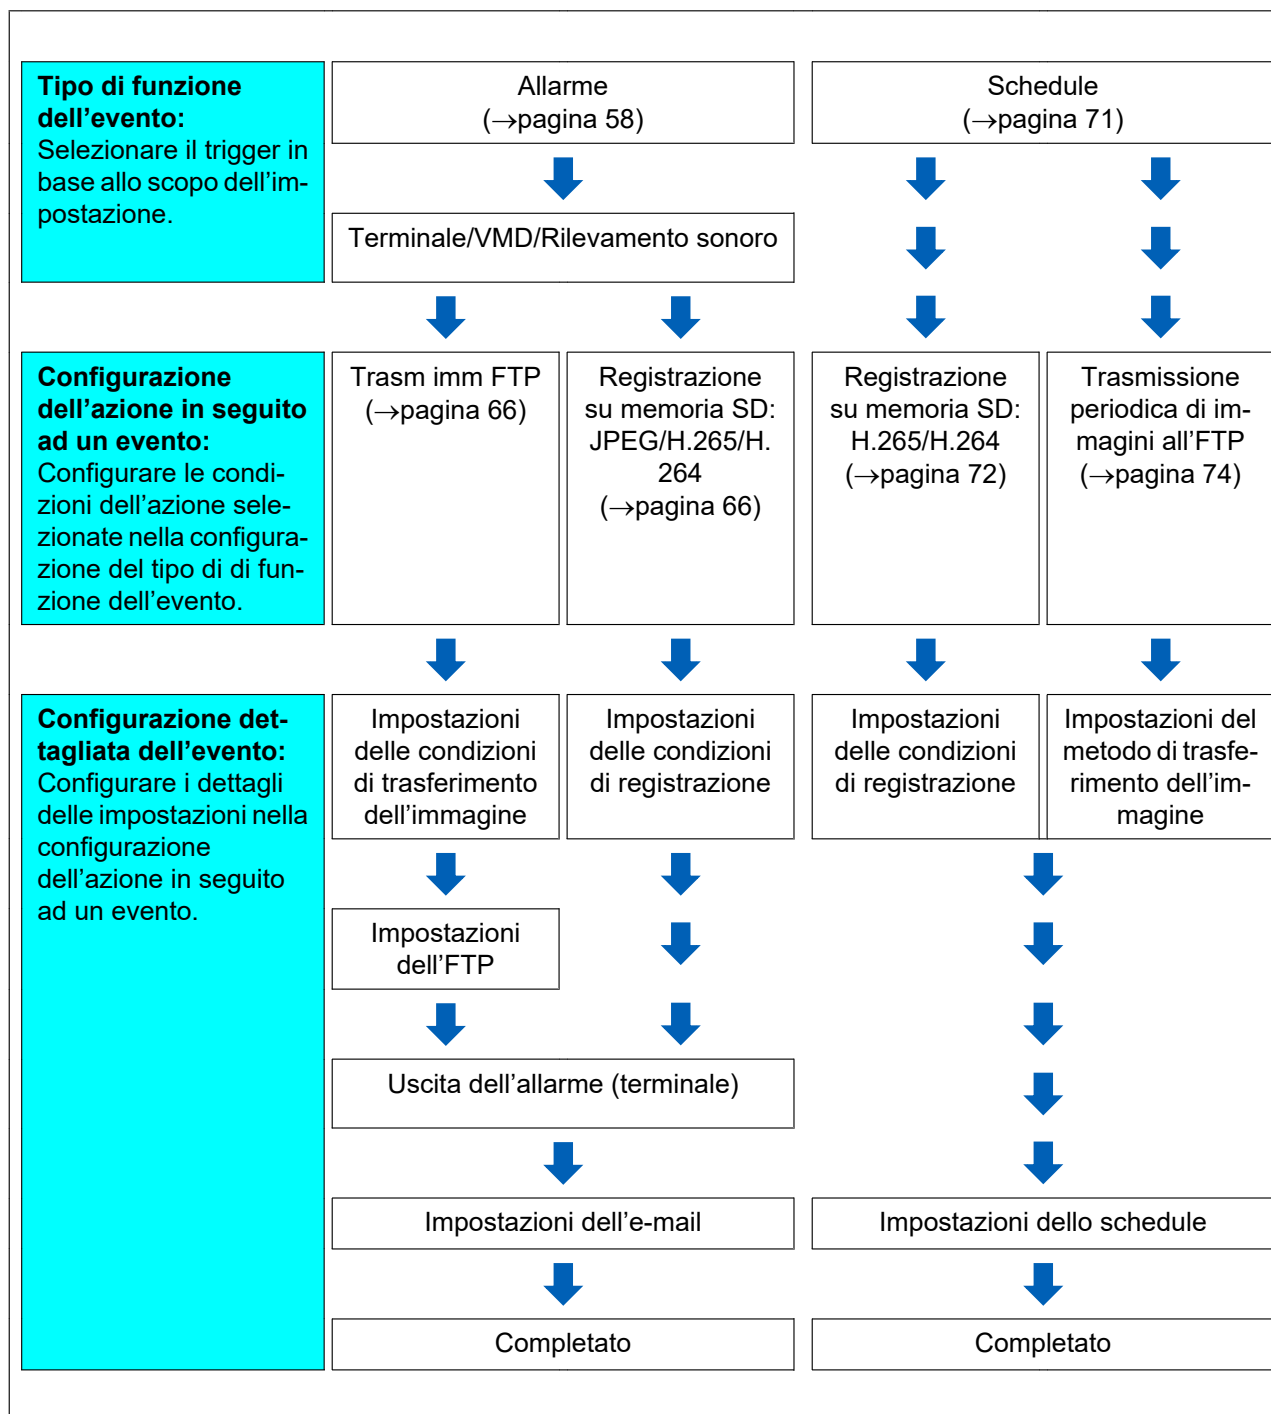 Tipo di funzione
dell'evento:
Selezionare il trigger in
base allo scopo dell'im-
postazione.
Allarme
(→pagina 58)
Schedule
(→pagina 71)
Terminale/VMD/Rilevamento sonoro
Configurazione
dell'azione in seguito
ad un evento:
Configurare le condi-
zioni dell'azione sele-
zionate nella configura-
zione del tipo di di fun-
zione dell'evento.
Trasm imm FTP
(→pagina 66)
Registrazione
su memoria SD:
JPEG/H.265/H.
264
(→pagina 66)
Registrazione
su memoria SD:
H.265/H.264
(→pagina 72)
Trasmissione
periodica di im-
magini all'FTP
(→pagina 74)
Configurazione det-
tagliata dell'evento:
Configurare i dettagli
delle impostazioni nella
configurazione
dell'azione in seguito
ad un evento.
Impostazioni
delle condizioni
di trasferimento
dell'immagine
Impostazioni
delle condizioni
di registrazione
Impostazioni
delle condizioni
di registrazione
Impostazioni del
metodo di trasfe-
rimento dell'im-
magine
Impostazioni
dell'FTP
Uscita dell'allarme (terminale)
Impostazioni dell'e-mail
Impostazioni dello schedule
Completato
Completato